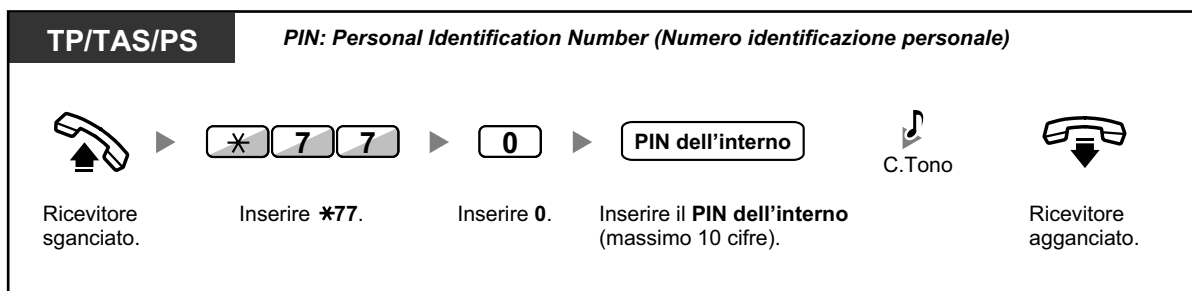 TP/TAS/PS
PIN: Personal Identification Number (Numero identificazione personale)
* 7 7
0
PIN dell’interno
C.Tono
Ricevitore
sganciato.
Inserire *77.
Inserire 0.
Inserire il PIN dell’interno
(massimo 10 cifre).
Ricevitore
agganciato.